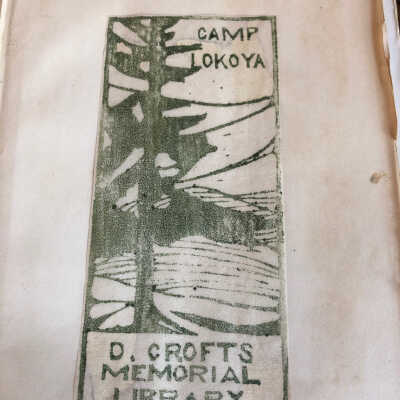 CAMP
LOKOYA
D. CROFTS
MEMORIAL
LIBRARY